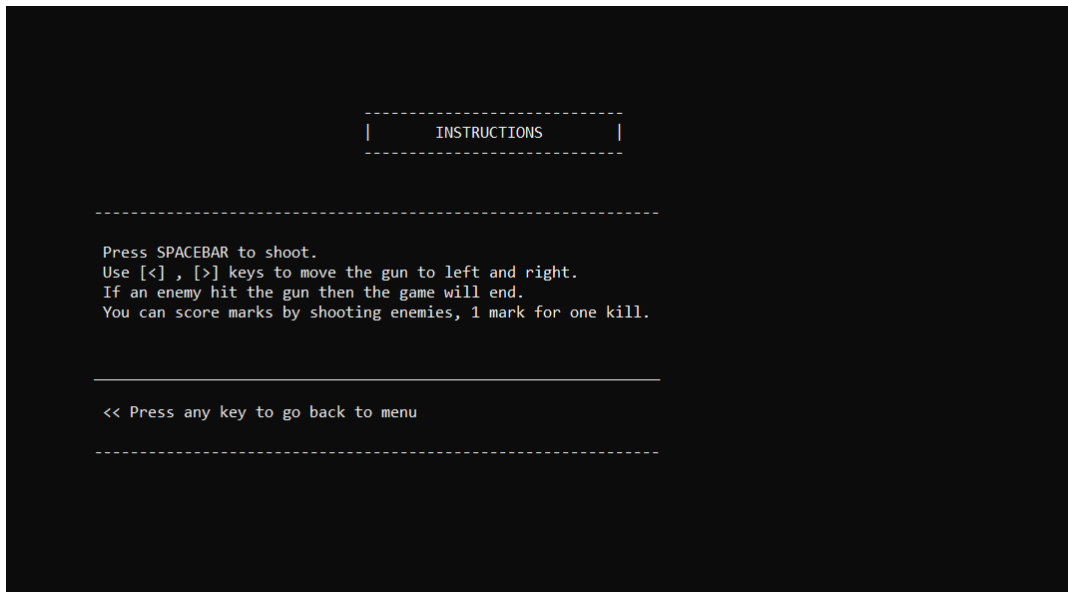 -----------------------------
| INSTRUCTIONS |
-----------------------------
---------------------------------------------------------------
Press SPACEBAR to shoot.
Use [<] , [>] keys to move the gun to left and right.
If an enemy hit the gun then the game will end.
You can score marks by shooting enemies, 1 mark for one kill.
_______________________________________________________________
<< Press any key to go back to menu
---------------------------------------------------------------